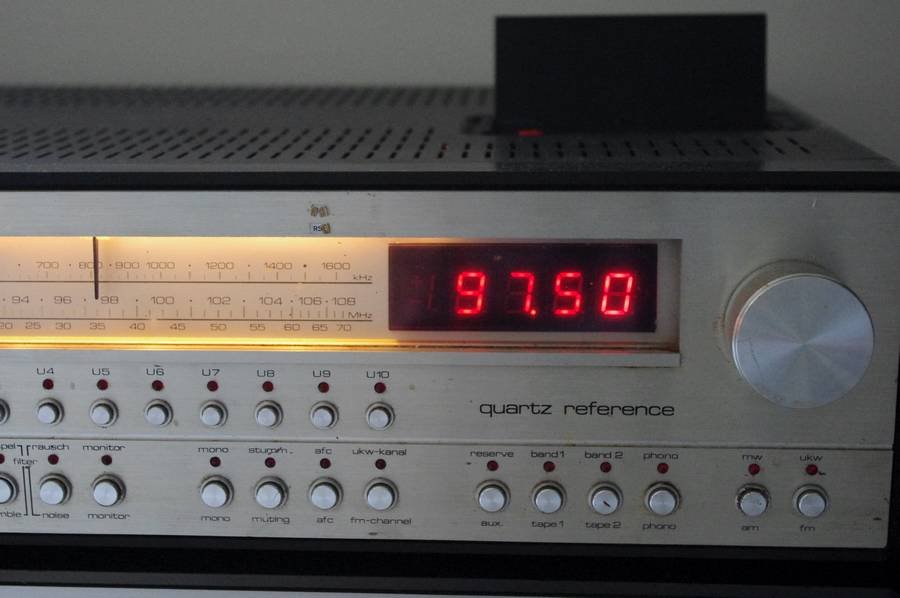 700 · 800 · 900 1000 1200 1400 • 1600
kHz
94 · 96 · 98 100 102 104 · 106 · 108
MHz
20 25 30 35 40 45 50 55 60 65 70
97.50
U4 U5 U6 U7 U8 U9 U10
quartz reference
rausch monitor mono afc ukw-kanal reserve band 1 band 2 phono mw ukw
filter
noise monitor mono muting afc fm-channel aux. tape 1 tape 2 phono am fm